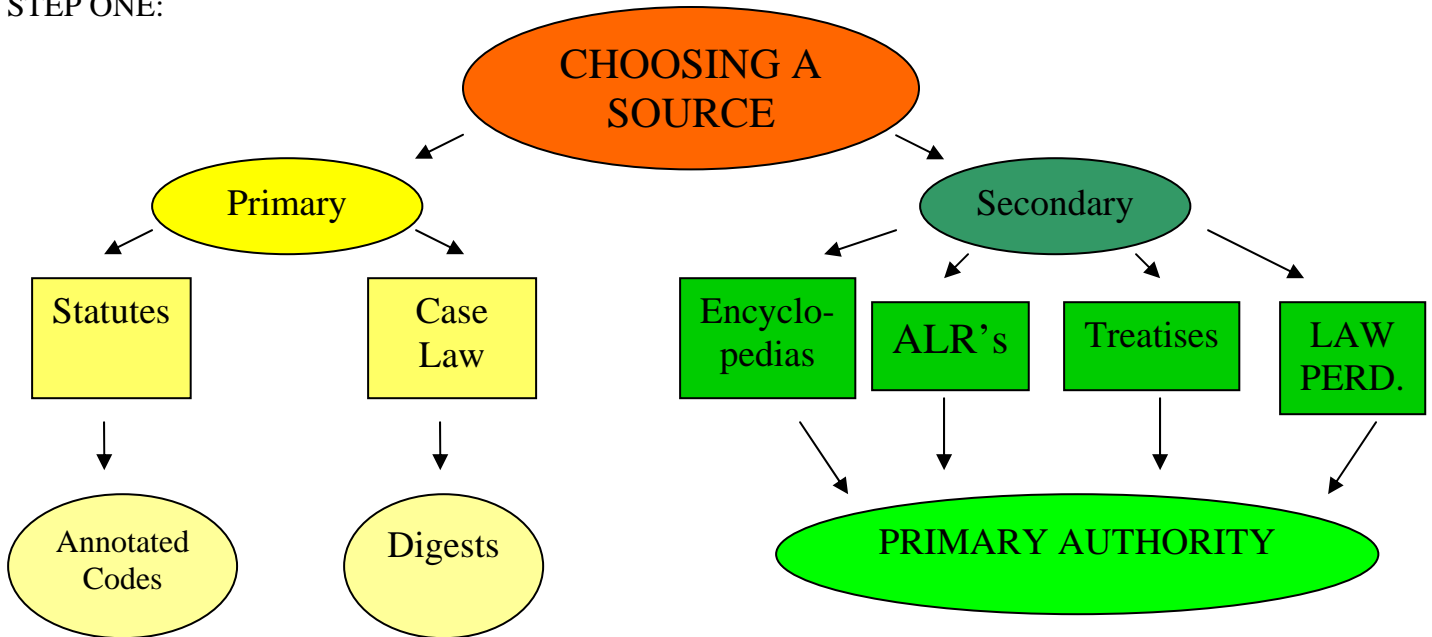 STEP ONE:
CHOOSING A
SOURCE
Primary
Secondary
Statutes
Case
Law
Encyclo-
pedias
ALR’s
Treatises
LAW
PERD.
Annotated
Codes
Digests
PRIMARY AUTHORITY